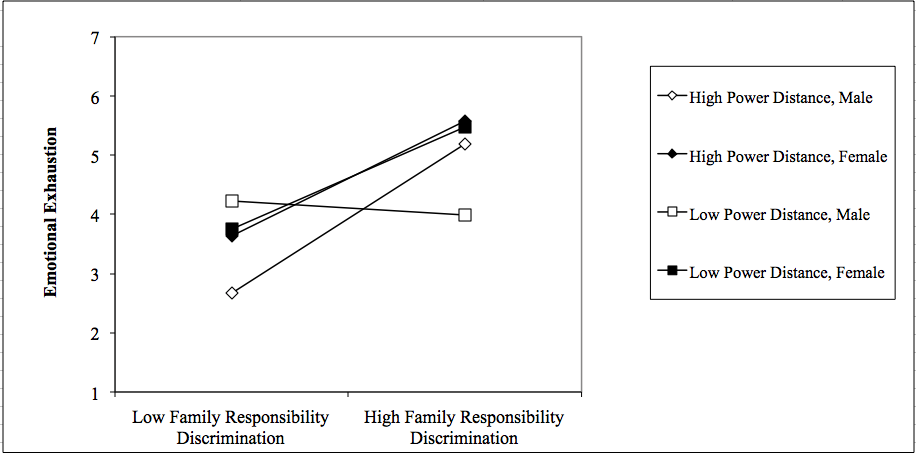 7
6
5
4
3
2
1
Emotional Exhaustion
Low Family Responsibility
Discrimination
High Family Responsibility
Discrimination
High Power Distance, Male
High Power Distance, Female
Low Power Distance, Male
Low Power Distance, Female